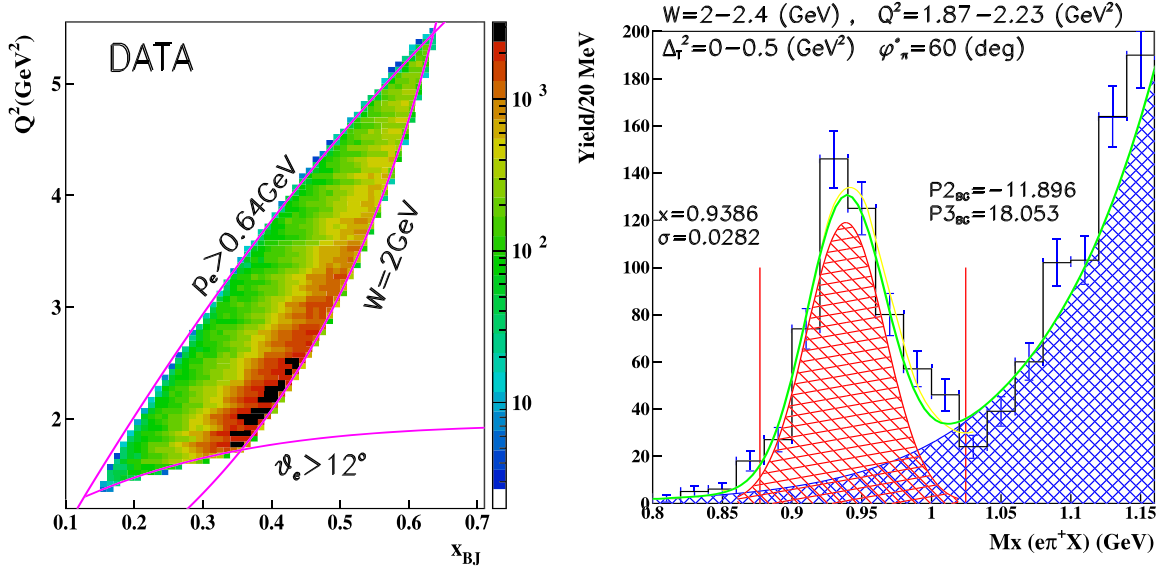 DATA
Q²(GeV²)
5
4
3
2
p_e>0.64GeV
W=2GeV
ϑ_e>12°
0.1 0.2 0.3 0.4 0.5 0.6 0.7
x_BJ
10³
10²
10
W=2−2.4 (GeV) , Q²=1.87−2.23 (GeV²)
Δ_T²=0−0.5 (GeV²) φ*_π=60 (deg)
Yield/20 MeV
200
180
160
140
120
100
80
60
40
20
0
x=0.9386
σ=0.0282
P2_BG=−11.896
P3_BG=18.053
0.8 0.85 0.9 0.95 1 1.05 1.1 1.15
Mx (eπ⁺X) (GeV)